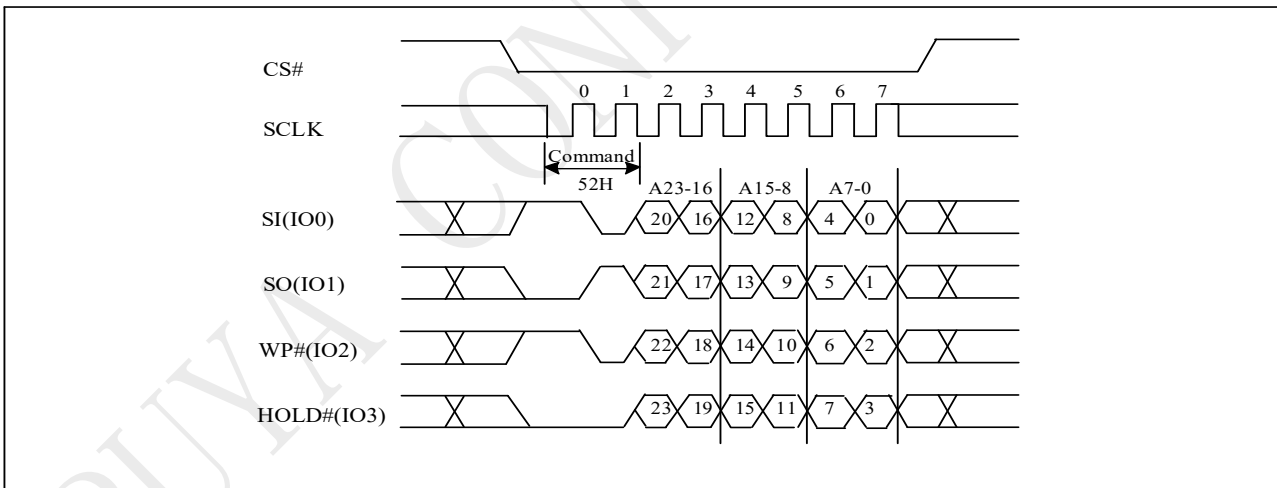 CS#
0 1 2 3 4 5 6 7
SCLK
Command
52H
A23-16 A15-8 A7-0
SI(IO0) 20 16 12 8 4 0
SO(IO1) 21 17 13 9 5 1
WP#(IO2) 22 18 14 10 6 2
HOLD#(IO3) 23 19 15 11 7 3